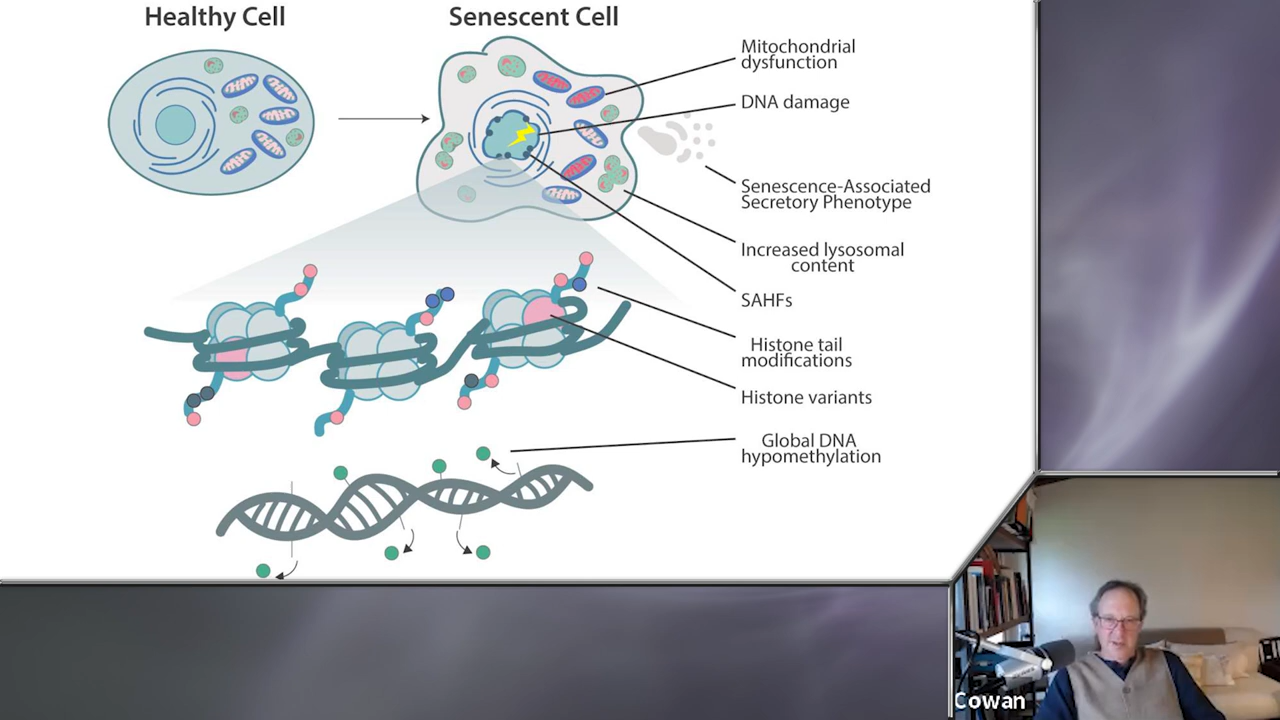 Healthy Cell
Senescent Cell
Mitochondrial
dysfunction
DNA damage
Senescence-Associated
Secretory Phenotype
Increased lysosomal
content
SAHFs
Histone tail
modifications
Histone variants
Global DNA
hypomethylation
Cowan